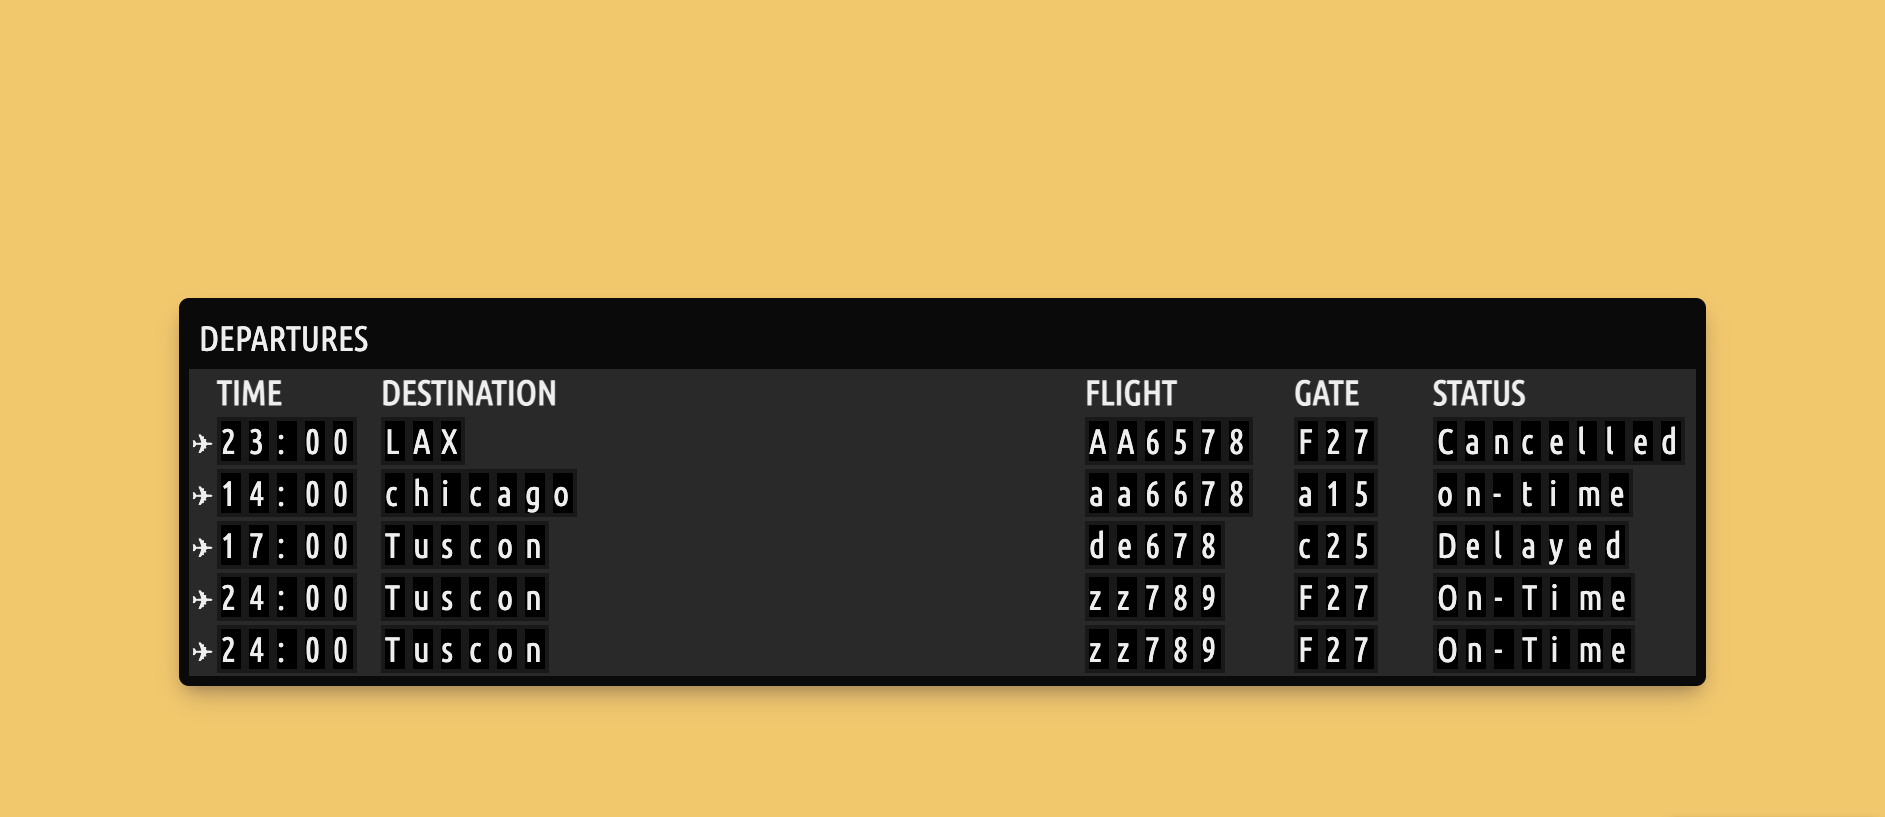 DEPARTURES
TIME DESTINATION FLIGHT GATE STATUS
✈ 23:00 LAX AA6578 F27 Cancelled
✈ 14:00 chicago aa6678 a15 on-time
✈ 17:00 Tuscon de678 c25 Delayed
✈ 24:00 Tuscon zz789 F27 On-Time
✈ 24:00 Tuscon zz789 F27 On-Time